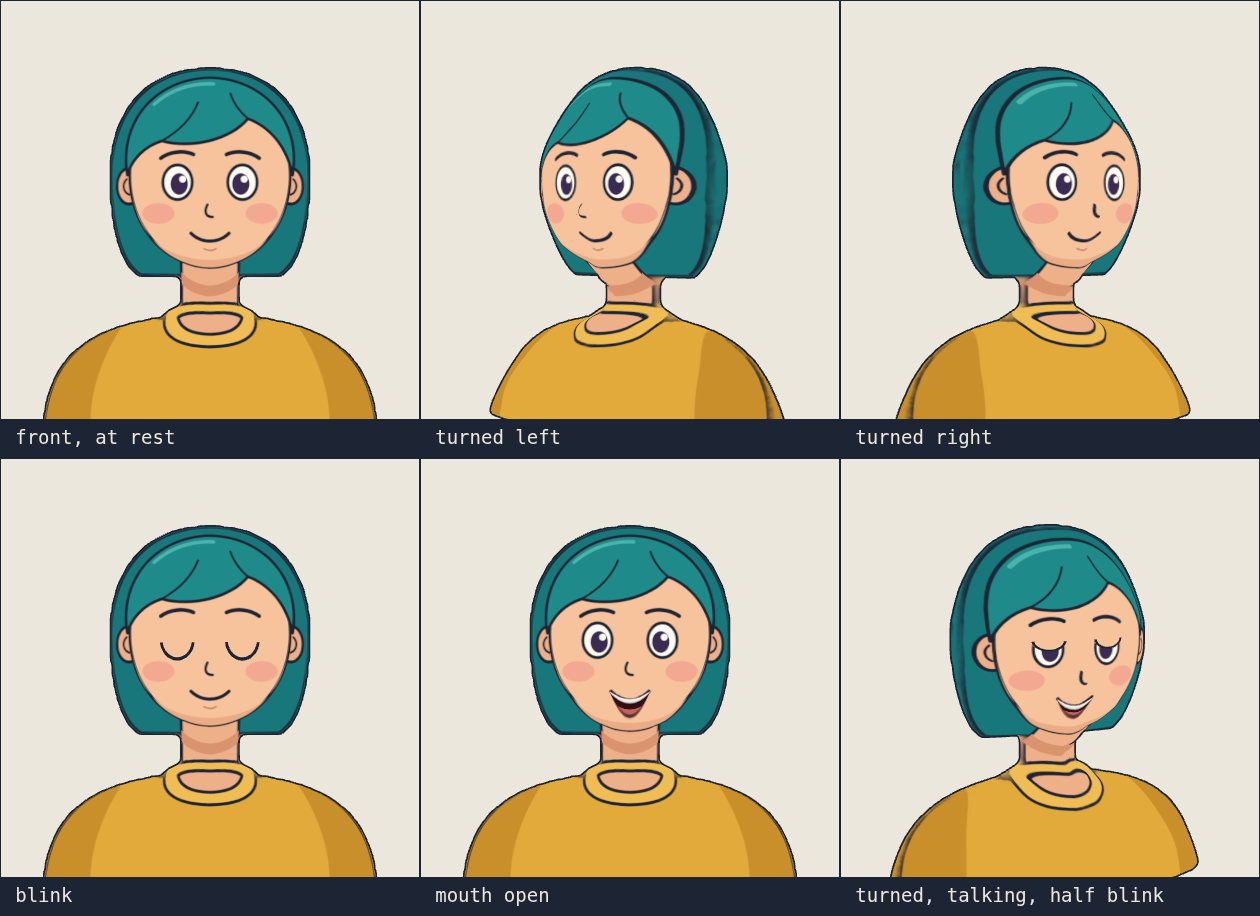 front, at rest
turned left
turned right
blink
mouth open
turned, talking, half blink